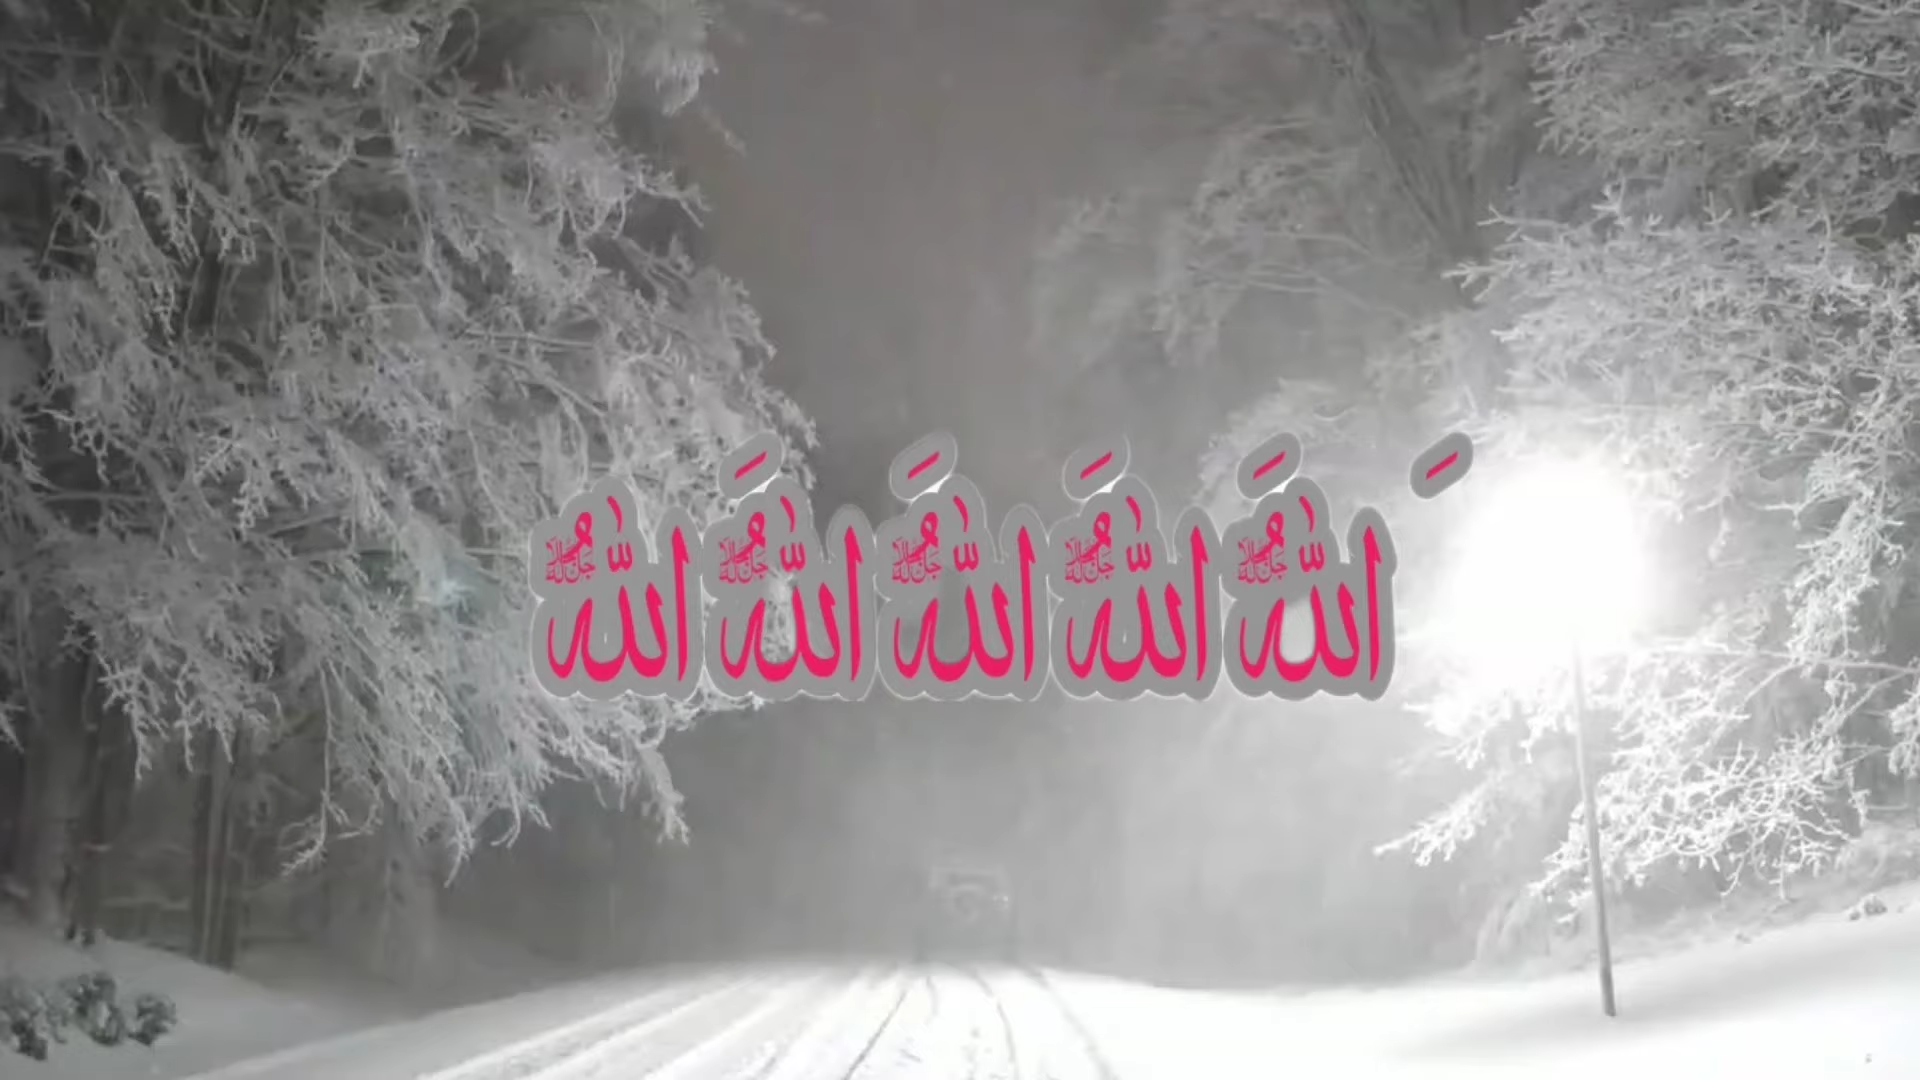 َ اللهُ ﷻ َ اللهُ ﷻ َ اللهُ ﷻ َ اللهُ ﷻ َ اللهُ ﷻ